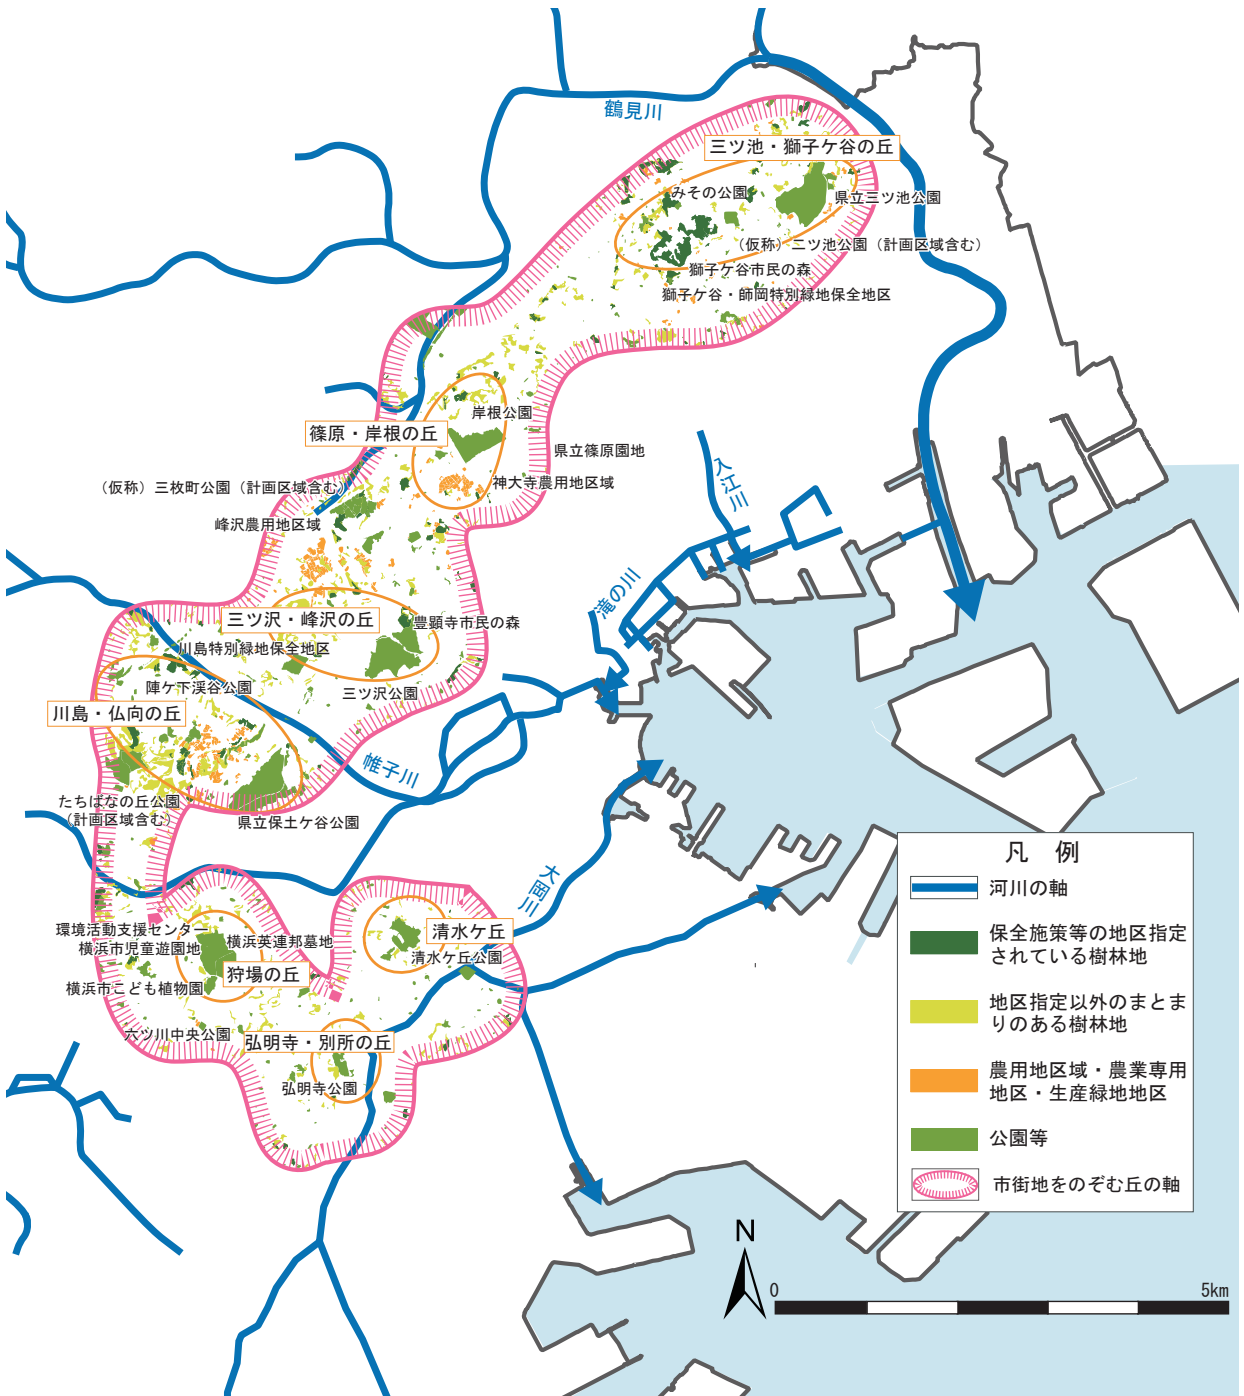 鶴見川
三ツ池・獅子ケ谷の丘
みその公園
県立三ツ池公園
(仮称)二ツ池公園(計画区域含む)
獅子ケ谷市民の森
獅子ケ谷・師岡特別緑地保全地区
岸根公園
篠原・岸根の丘
県立篠原園地
神大寺農用地区域
(仮称)三枚町公園(計画区域含む)
峰沢農用地区域
入江川
滝の川
三ツ沢・峰沢の丘
豊顕寺市民の森
川島特別緑地保全地区
陣ケ下渓谷公園
三ツ沢公園
川島・仏向の丘
帷子川
たちばなの丘公園
(計画区域含む)
県立保土ケ谷公園
大岡川
環境活動支援センター
横浜市児童遊園地
横浜英連邦墓地
清水ケ丘
清水ケ丘公園
狩場の丘
横浜市こども植物園
六ツ川中央公園
弘明寺・別所の丘
弘明寺公園
凡 例
河川の軸
保全施策等の地区指定
されている樹林地
地区指定以外のまとま
りのある樹林地
農用地区域・農業専用
地区・生産緑地地区
公園等
市街地をのぞむ丘の軸
N
0
5km